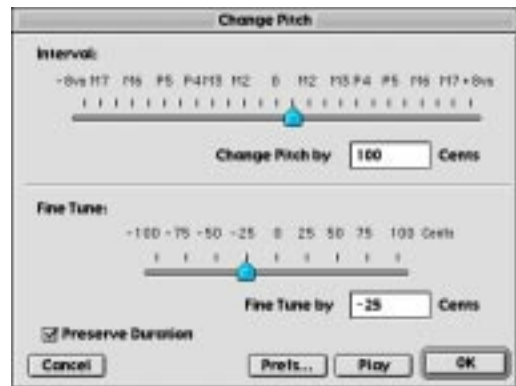 Change Pitch
Interval:
-8va M7 M6 P5 P4 M3 M2 0 M2 M3 P4 P5 M6 M7 +8va
Change Pitch by 100 Cents
Fine Tune:
-100 -75 -50 -25 0 25 50 75 100 Cents
Fine Tune by -25 Cents
Preserve Duration
Cancel Prefs... Play OK